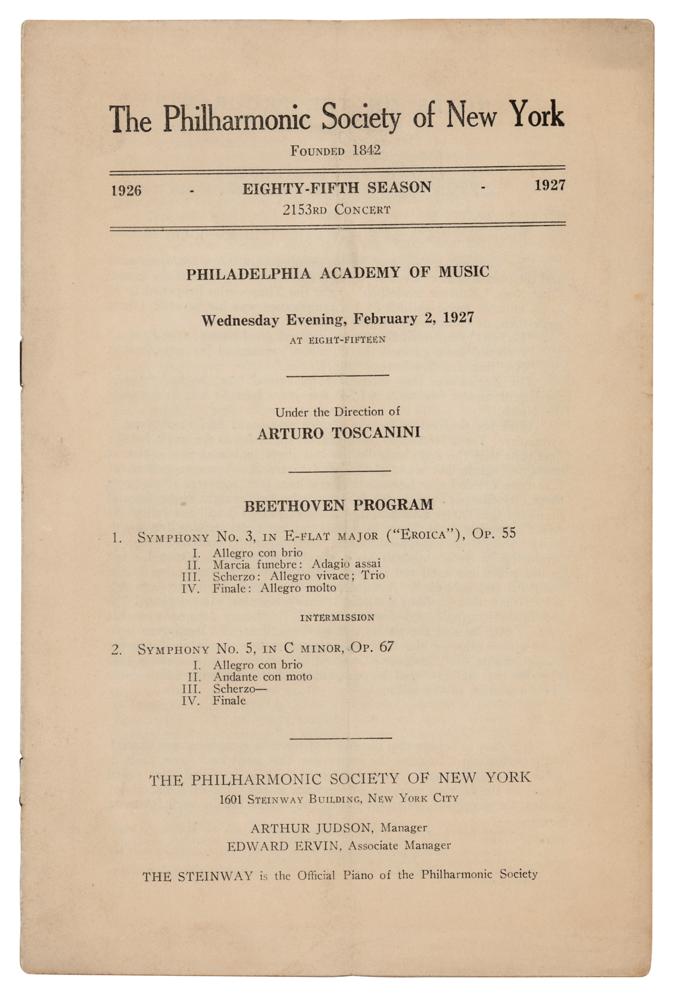 The Philharmonic Society of New York
Founded 1842
1926 - EIGHTY-FIFTH SEASON - 1927
2153rd Concert
PHILADELPHIA ACADEMY OF MUSIC
Wednesday Evening, February 2, 1927
AT EIGHT-FIFTEEN
Under the Direction of
ARTURO TOSCANINI
BEETHOVEN PROGRAM
1. Symphony No. 3, in E-flat major ("Eroica"), Op. 55
I. Allegro con brio
II. Marcia funebre: Adagio assai
III. Scherzo: Allegro vivace; Trio
IV. Finale: Allegro molto
INTERMISSION
2. Symphony No. 5, in C minor, Op. 67
I. Allegro con brio
II. Andante con moto
III. Scherzo—
IV. Finale
THE PHILHARMONIC SOCIETY OF NEW YORK
1601 Steinway Building, New York City
ARTHUR JUDSON, Manager
EDWARD ERVIN, Associate Manager
THE STEINWAY is the Official Piano of the Philharmonic Society